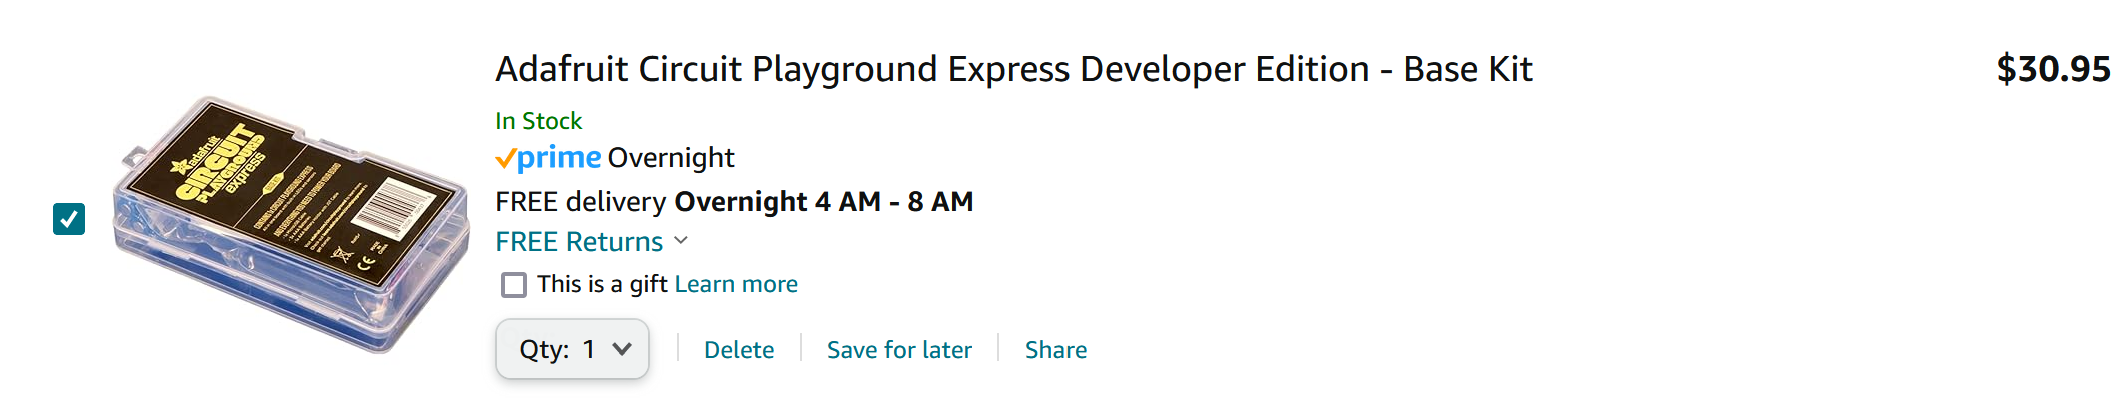 Adafruit Circuit Playground Express Developer Edition - Base Kit
$30.95
In Stock
prime Overnight
FREE delivery Overnight 4 AM - 8 AM
FREE Returns
This is a gift Learn more
Qty: 1
Delete
Save for later
Share
adafruit
CIRCUIT
PLAYGROUND
express
CE